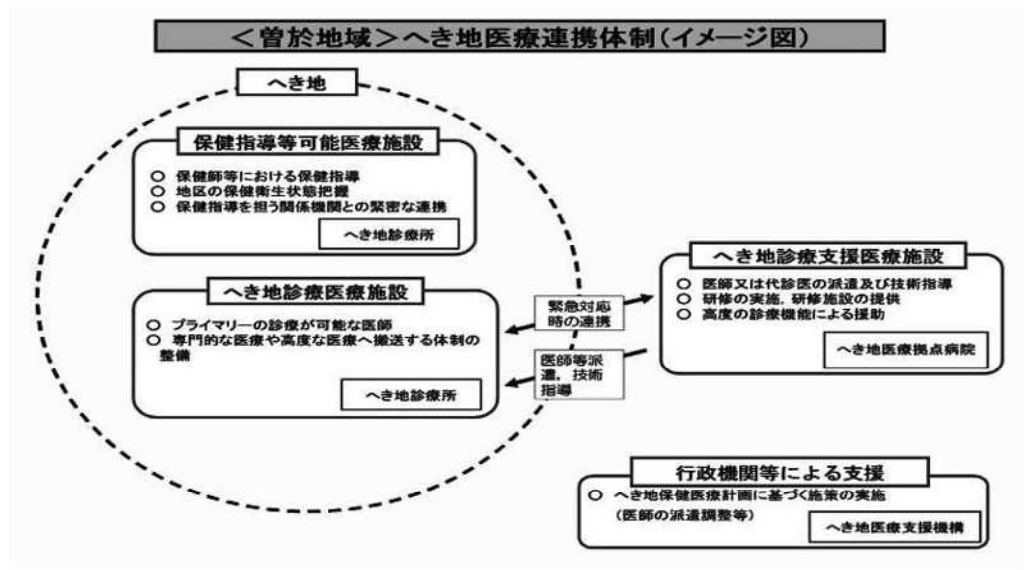 ＜曽於地域＞へき地医療連携体制（イメージ図）
へき地
保健指導等可能医療施設
○ 保健師等における保健指導
○ 地区の保健衛生状態把握
○ 保健指導を担う関係機関との緊密な連携
へき地診療所
へき地診療医療施設
○ プライマリーの診療が可能な医師
○ 専門的な医療や高度な医療へ搬送する体制の
整備
へき地診療所
緊急対応
時の連携
医師等派
遣，技術
指導
へき地診療支援医療施設
○ 医師又は代診医の派遣及び技術指導
○ 研修の実施，研修施設の提供
○ 高度の診療機能による援助
へき地医療拠点病院
行政機関等による支援
○ へき地保健医療計画に基づく施策の実施
（医師の派遣調整等）
へき地医療支援機構